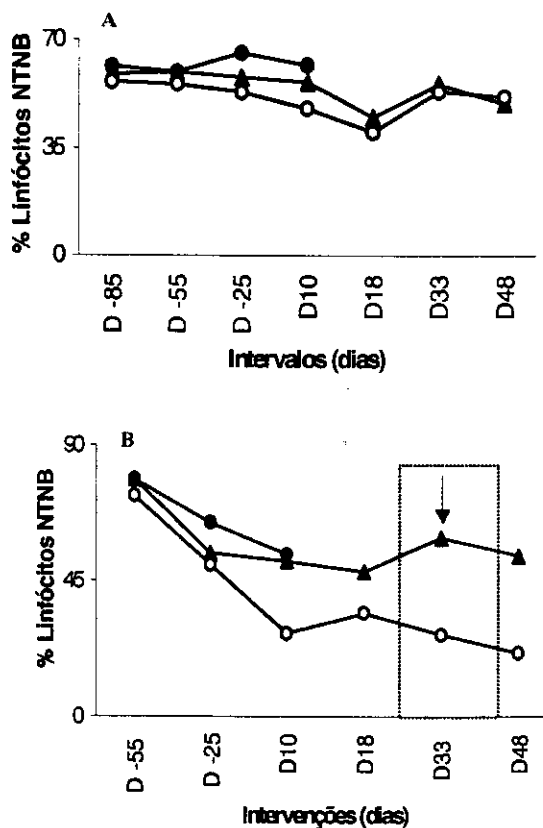 A
70
35
0
% Linfócitos NTNB
D -85
D -55
D -25
D10
D18
D33
D48
Intervalos (dias)
B
90
45
0
% Linfócitos NTNB
D -55
D -25
D10
D18
D33
D48
Intervenções (dias)